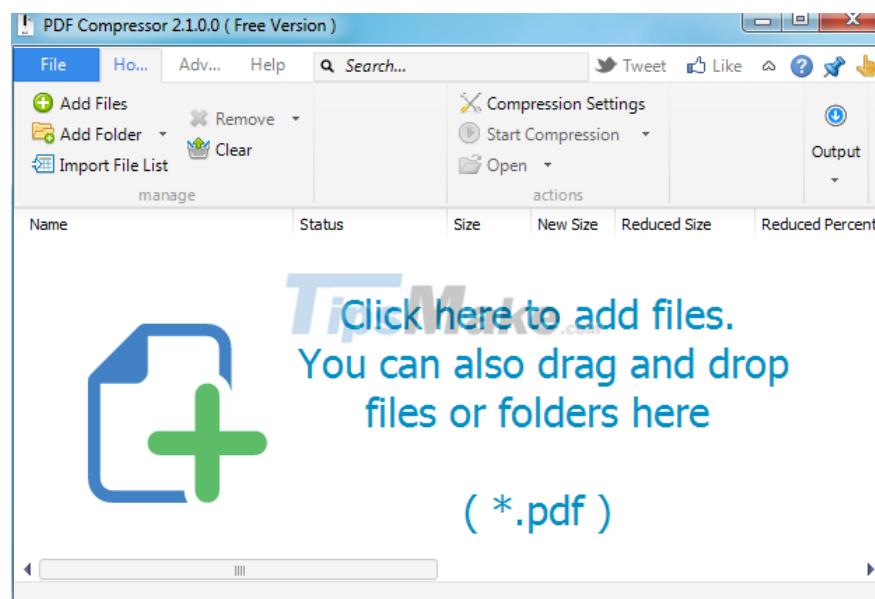 PDF Compressor 2.1.0.0 ( Free Version )
File Ho... Adv... Help Search... Tweet Like
Add Files
Add Folder
Import File List
Remove
Clear
manage
Compression Settings
Start Compression
Open
actions
Output
Name Status Size New Size Reduced Size Reduced Percent
TipsMake.com
Click here to add files.
You can also drag and drop
files or folders here
( *.pdf )